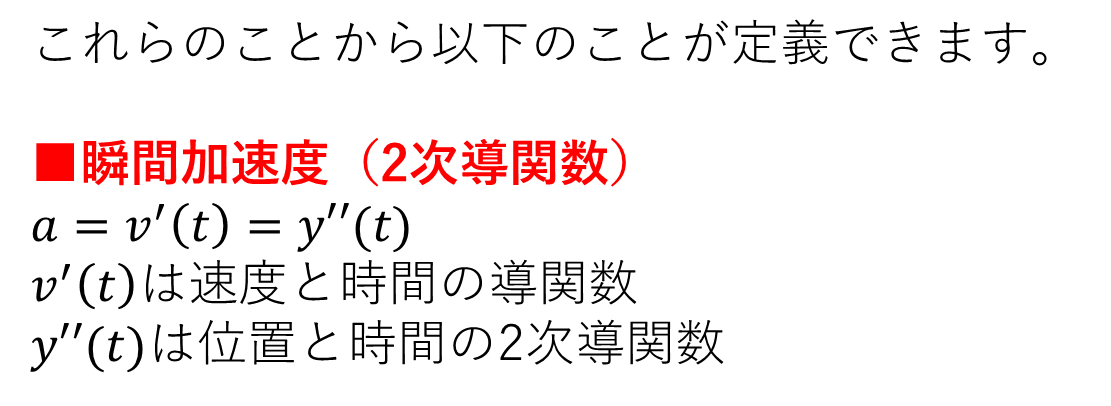 これらのことから以下のことが定義できます。
■瞬間加速度（2次導関数）
a = v′(t) = y′′(t)
v′(t)は速度と時間の導関数
y′′(t)は位置と時間の2次導関数